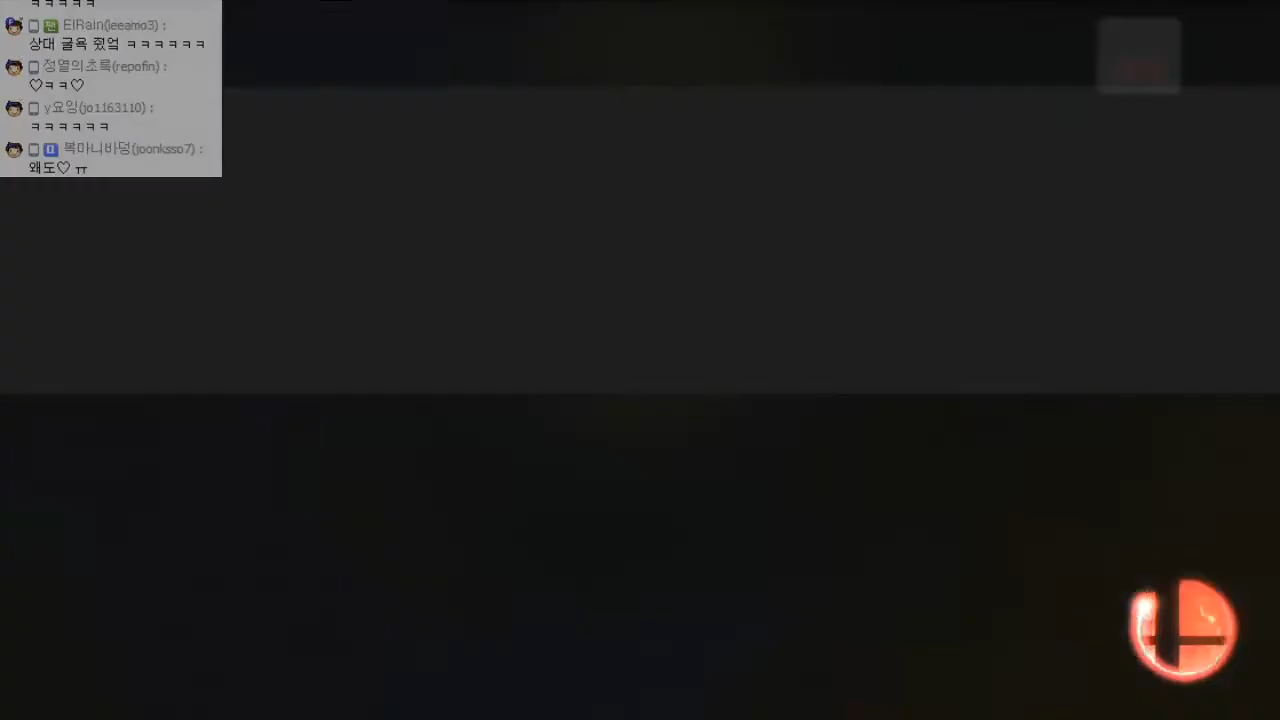 ㅋㅋㅋㅋㅋ
팬 ElRain(leeamo3) :
상대 굴욕 줬엌 ㅋㅋㅋㅋㅋㅋ
정열의초록(repofin) :
♡ㅋㅋ♡
y요잉(jo1163110) :
ㅋㅋㅋㅋㅋㅋ
복마니바덩(joonksso7) :
왜도♡ ㅠ